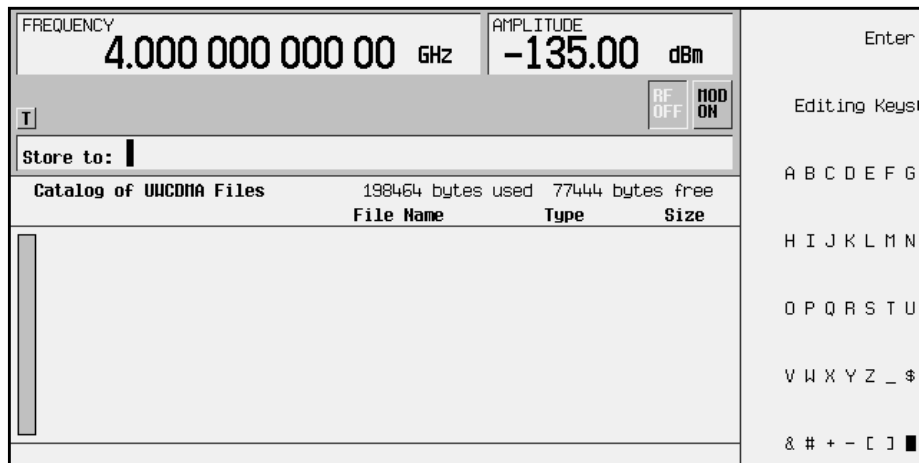 FREQUENCY
4.000 000 000 00 GHz
AMPLITUDE
-135.00 dBm
RF OFF
MOD ON
T
Store to:
Catalog of UWCDMA Files 198464 bytes used 77444 bytes free
File Name Type Size
Enter
Editing Keys
A B C D E F G
H I J K L M N
O P Q R S T U
V W X Y Z _ $
& # + - [ ]